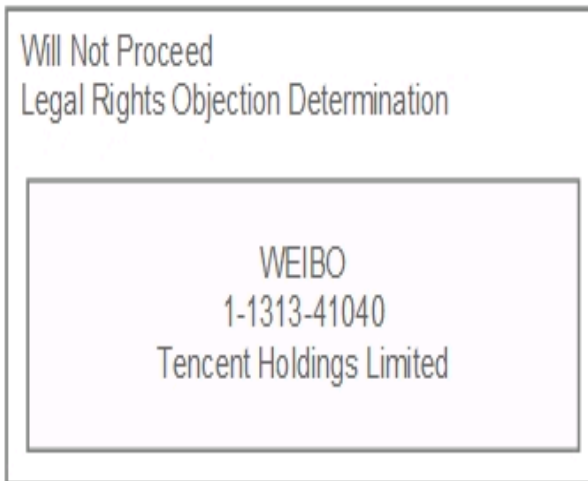 Will Not Proceed
Legal Rights Objection Determination
WEIBO
1-1313-41040
Tencent Holdings Limited